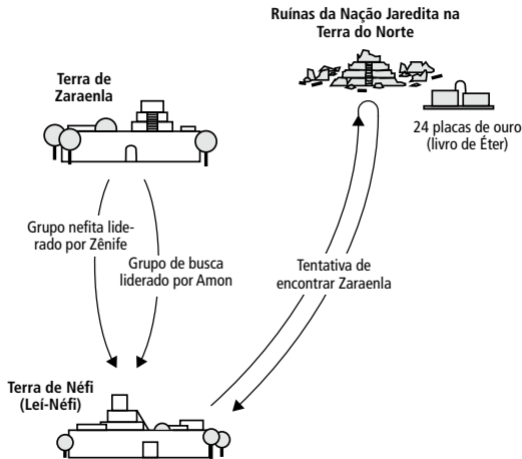 Ruínas da Nação Jaredita na
Terra do Norte
Terra de
Zaraenla
24 placas de ouro
(livro de Éter)
Grupo nefita lide-
rado por Zênife
Grupo de busca
liderado por Amon
Tentativa de
encontrar Zaraenla
Terra de Néfi
(Leí-Néfi)